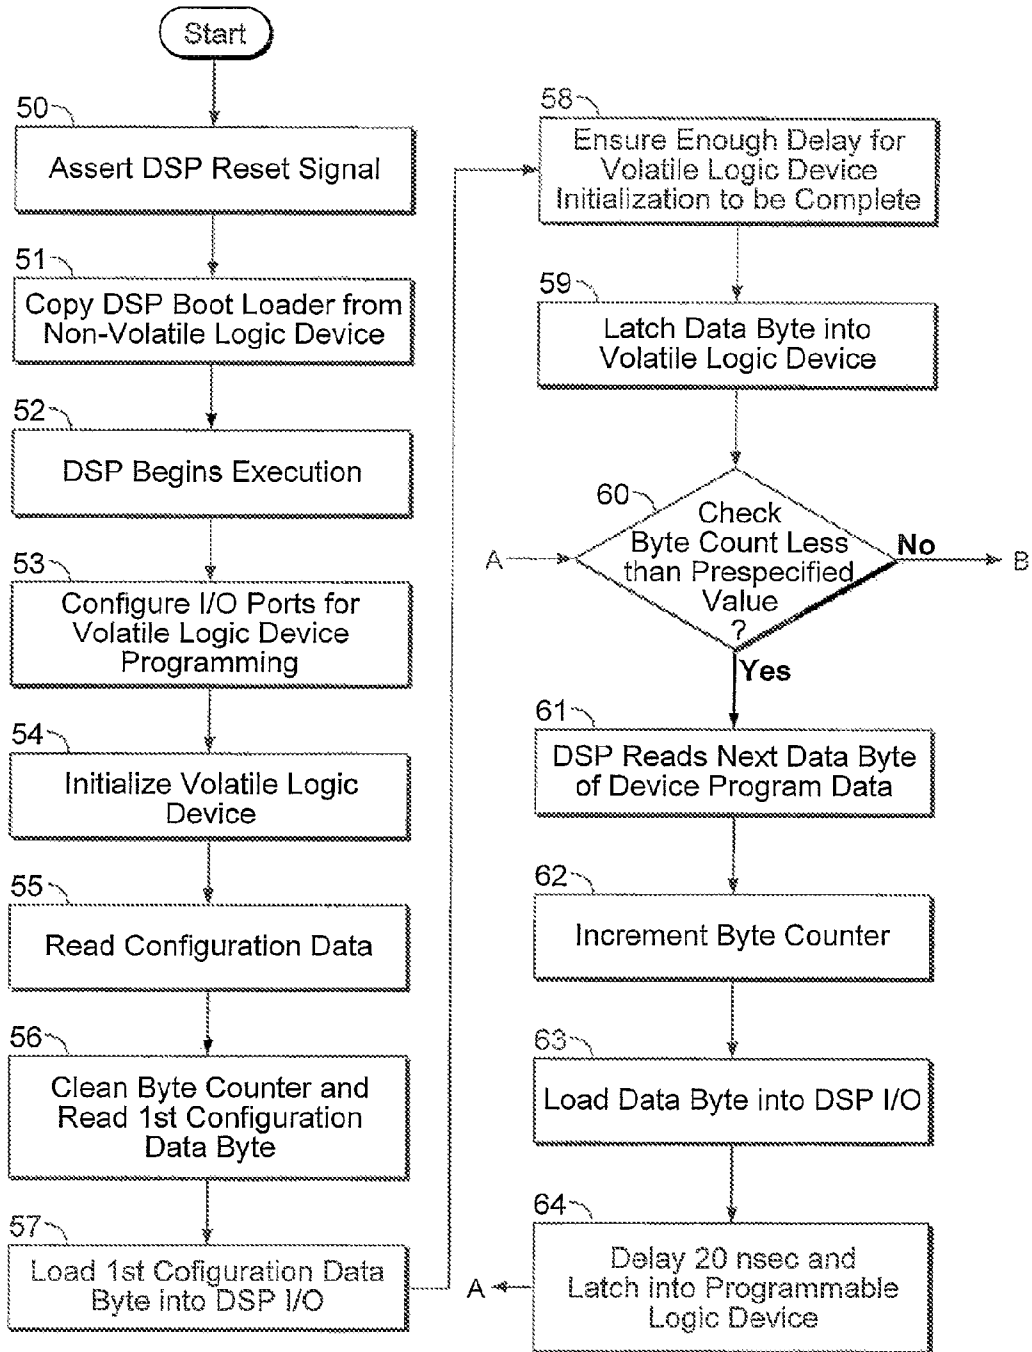 Start
50
Assert DSP Reset Signal
51
Copy DSP Boot Loader from
Non-Volatile Logic Device
52
DSP Begins Execution
53
Configure I/O Ports for
Volatile Logic Device
Programming
54
Initialize Volatile Logic
Device
55
Read Configuration Data
56
Clean Byte Counter and
Read 1st Configuration
Data Byte
57
Load 1st Cofiguration Data
Byte into DSP I/O
58
Ensure Enough Delay for
Volatile Logic Device
Initialization to be Complete
59
Latch Data Byte into
Volatile Logic Device
60
Check
Byte Count Less
than Prespecified
Value
?
A
No
B
Yes
61
DSP Reads Next Data Byte
of Device Program Data
62
Increment Byte Counter
63
Load Data Byte into DSP I/O
64
Delay 20 nsec and
Latch into Programmable
Logic Device
A